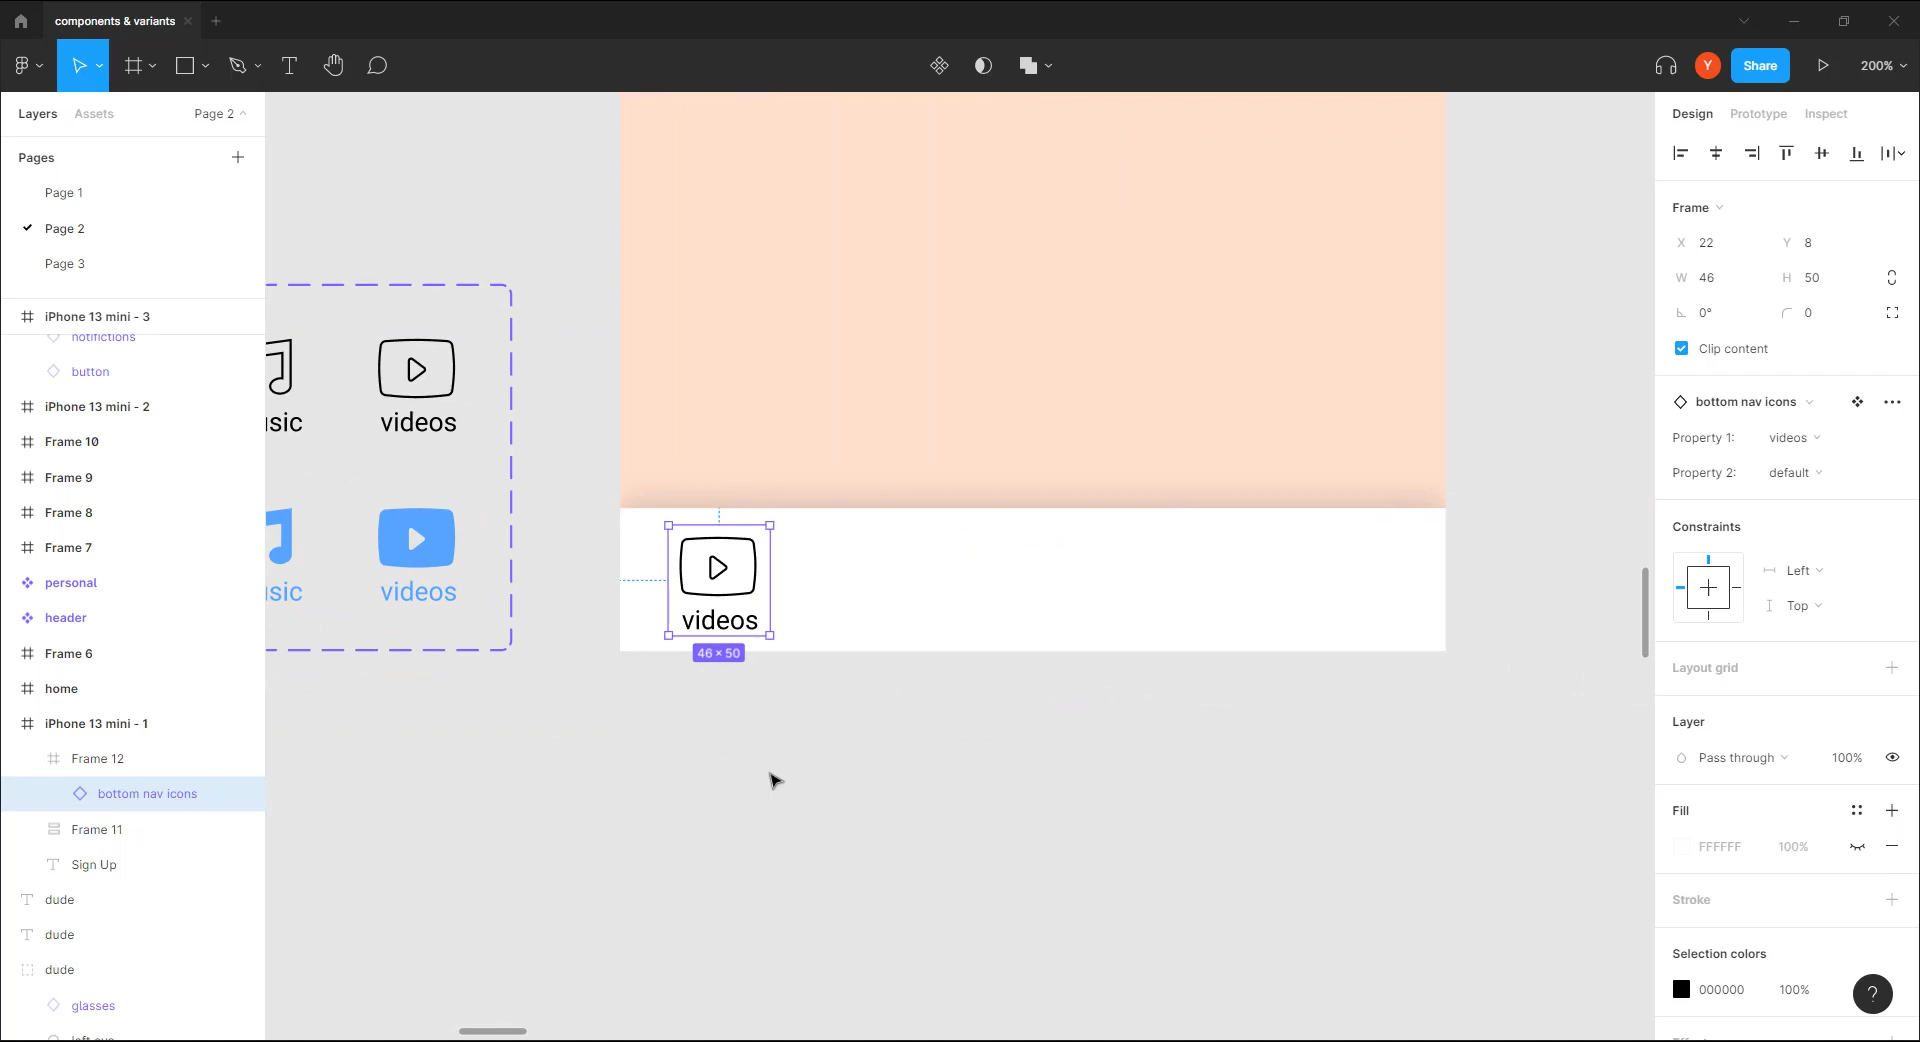 components & variants
Y
Share
200%
Layers
Assets
Page 2
Pages
Page 1
Page 2
Page 3
iPhone 13 mini - 3
notifictions
button
iPhone 13 mini - 2
Frame 10
Frame 9
Frame 8
Frame 7
personal
header
Frame 6
home
iPhone 13 mini - 1
Frame 12
bottom nav icons
Frame 11
Sign Up
dude
dude
dude
glasses
left eye
usic
videos
usic
videos
videos
46 × 50
Design
Prototype
Inspect
Frame
X 22
Y 8
W 46
H 50
0°
0
Clip content
bottom nav icons
Property 1: videos
Property 2: default
Constraints
Left
Top
Layout grid
Layer
Pass through 100%
Fill
FFFFFF 100%
Stroke
Selection colors
000000 100%
?